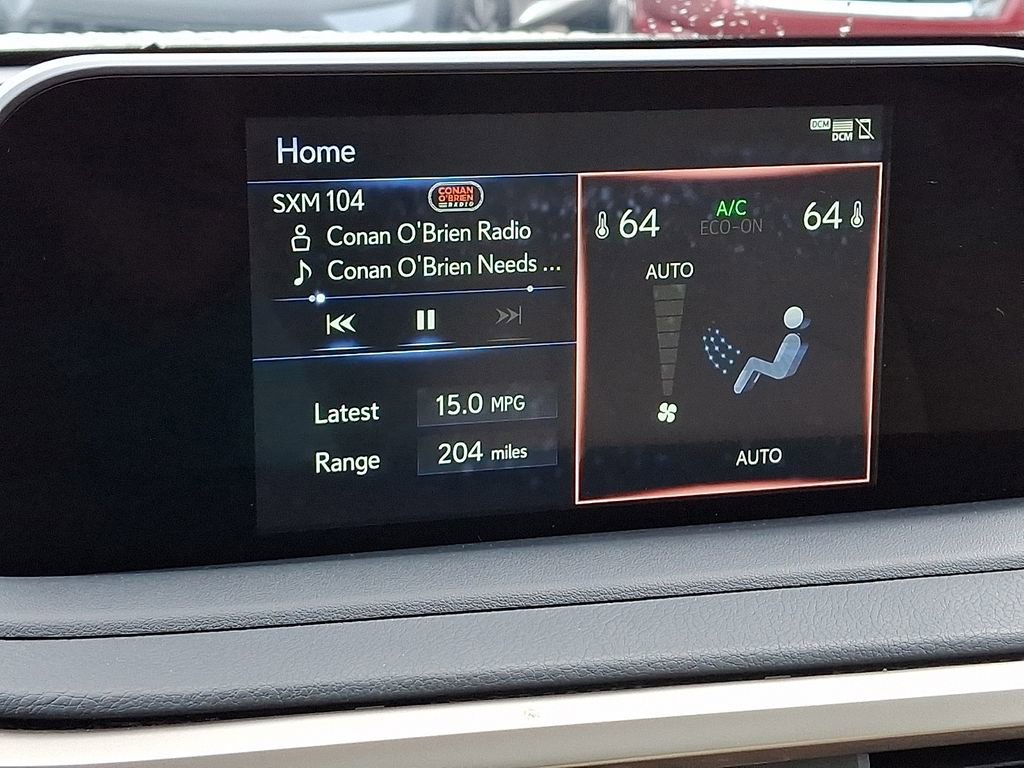 Home
DCM
DCM
SXM 104
CONAN
O'BRIEN
RADIO
Conan O'Brien Radio
Conan O'Brien Needs ...
Latest 15.0 MPG
Range 204 miles
64 A/C 64
ECO-ON
AUTO
AUTO